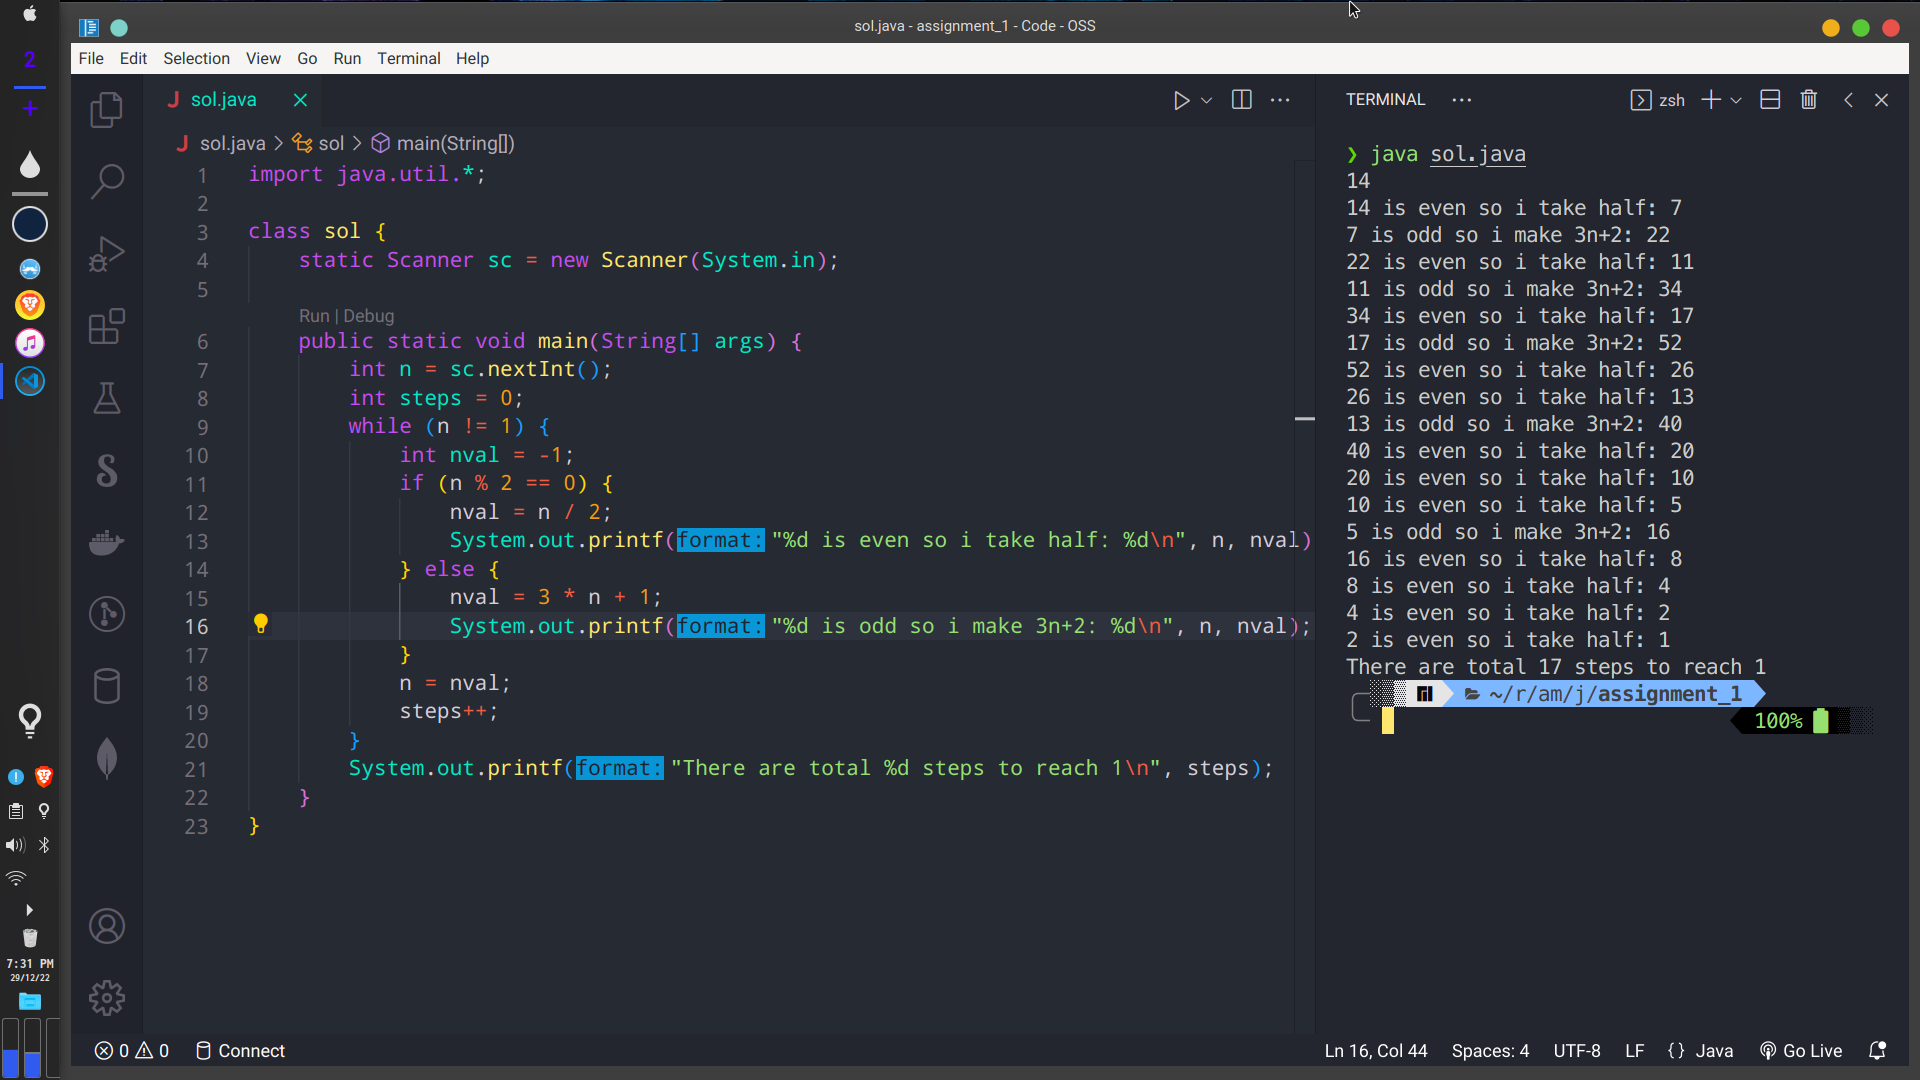 sol.java - assignment_1 - Code - OSS
File Edit Selection View Go Run Terminal Help
2
+
J sol.java
J sol.java > sol > main(String[])
1 import java.util.*;
2
3 class sol {
4 static Scanner sc = new Scanner(System.in);
5
Run | Debug
6 public static void main(String[] args) {
7 int n = sc.nextInt();
8 int steps = 0;
9 while (n != 1) {
10 int nval = -1;
11 if (n % 2 == 0) {
12 nval = n / 2;
13 System.out.printf(format: "%d is even so i take half: %d\n", n, nval)
14 } else {
15 nval = 3 * n + 1;
16 System.out.printf(format: "%d is odd so i make 3n+2: %d\n", n, nval);
17 }
18 n = nval;
19 steps++;
20 }
21 System.out.printf(format: "There are total %d steps to reach 1\n", steps);
22 }
23 }
TERMINAL
zsh
❯ java sol.java
14
14 is even so i take half: 7
7 is odd so i make 3n+2: 22
22 is even so i take half: 11
11 is odd so i make 3n+2: 34
34 is even so i take half: 17
17 is odd so i make 3n+2: 52
52 is even so i take half: 26
26 is even so i take half: 13
13 is odd so i make 3n+2: 40
40 is even so i take half: 20
20 is even so i take half: 10
10 is even so i take half: 5
5 is odd so i make 3n+2: 16
16 is even so i take half: 8
8 is even so i take half: 4
4 is even so i take half: 2
2 is even so i take half: 1
There are total 17 steps to reach 1
~/r/am/j/assignment_1
100%
7:31 PM
29/12/22
0 0 Connect
Ln 16, Col 44 Spaces: 4 UTF-8 LF {} Java Go Live